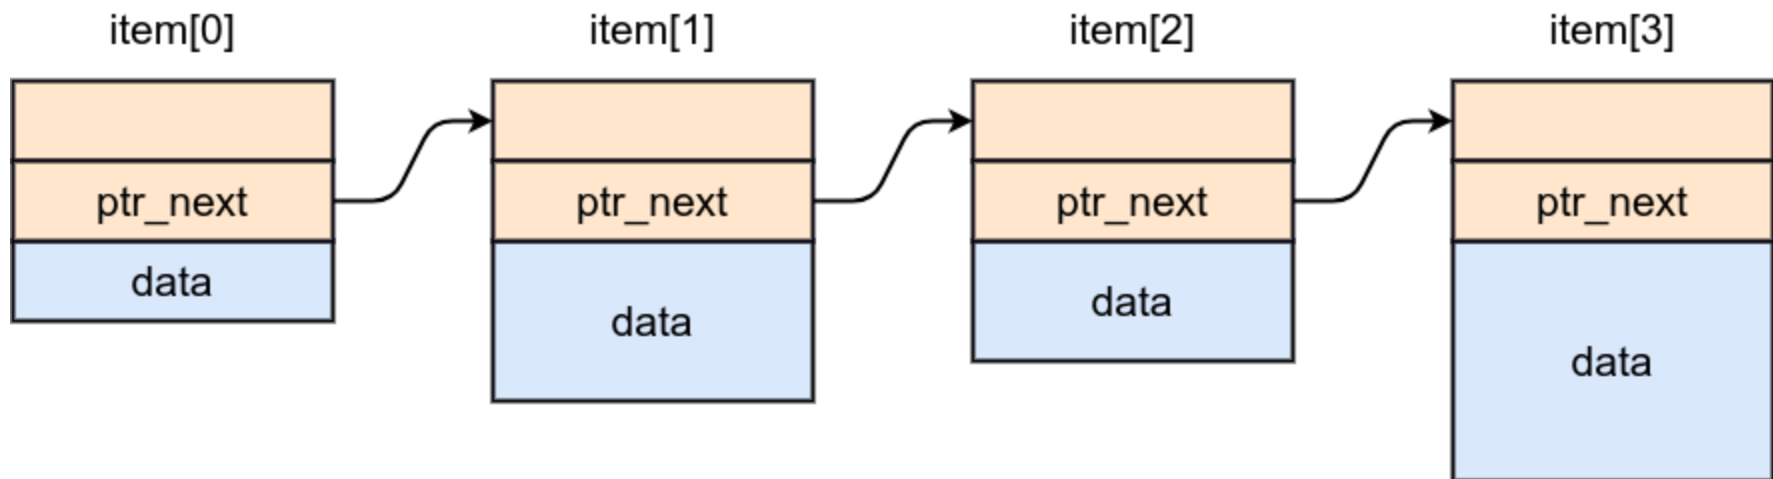 item[0]
item[1]
item[2]
item[3]
ptr_next
ptr_next
ptr_next
ptr_next
data
data
data
data